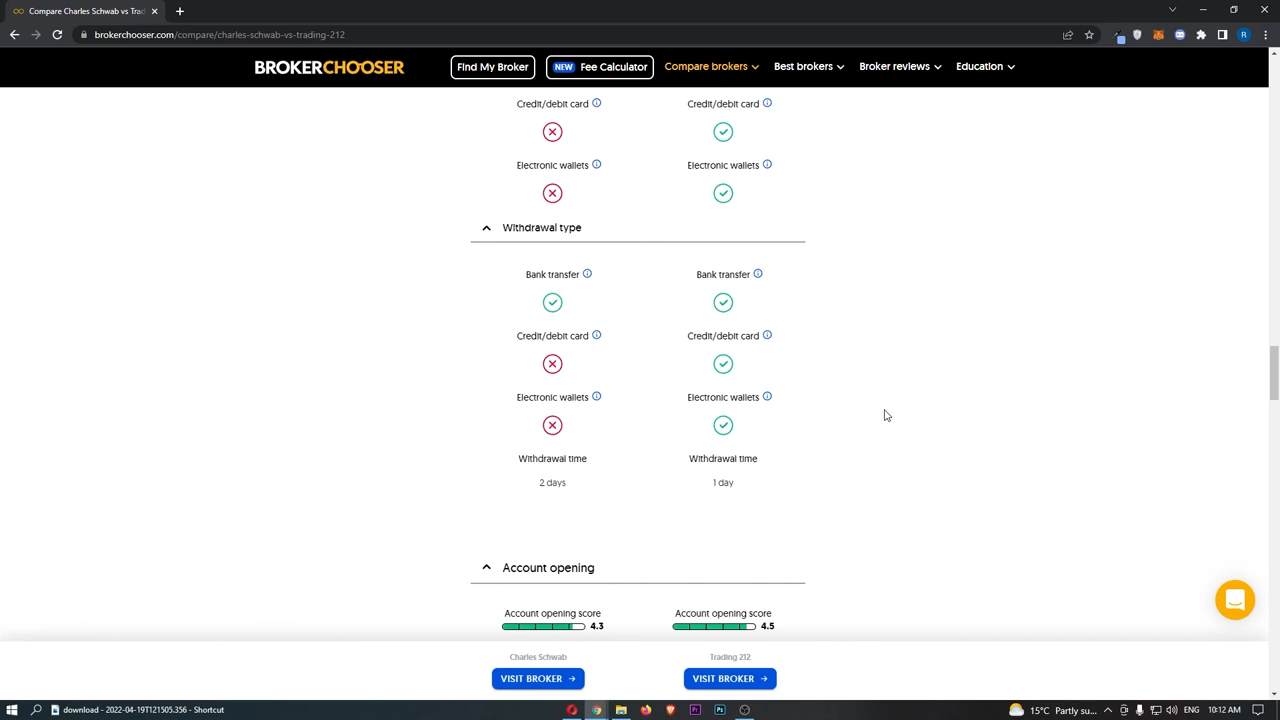 Compare Charles Schwab vs Trad
brokerchooser.com/compare/charles-schwab-vs-trading-212
R
BROKERCHOOSER
Find My Broker
NEW Fee Calculator
Compare brokers
Best brokers
Broker reviews
Education
Credit/debit card Credit/debit card
Electronic wallets Electronic wallets
Withdrawal type
Bank transfer Bank transfer
Credit/debit card Credit/debit card
Electronic wallets Electronic wallets
Withdrawal time Withdrawal time
2 days 1 day
Account opening
Account opening score Account opening score
4.3 4.5
Charles Schwab Trading 212
VISIT BROKER → VISIT BROKER →
download - 2022-04-19T121505.356 - Shortcut
Pr
Ps
15°C Partly su...
10:12 AM